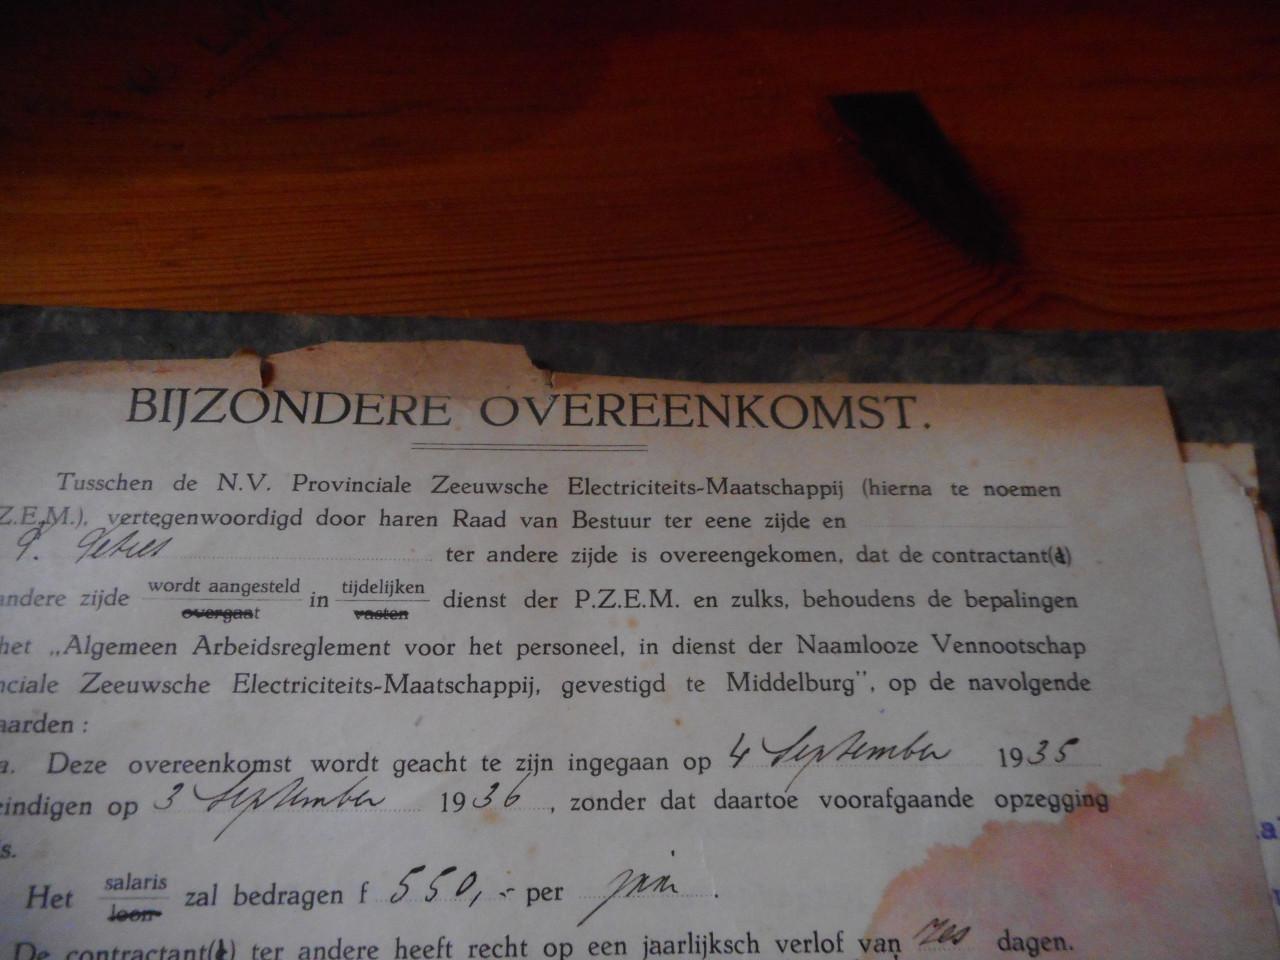 BIJZONDERE OVEREENKOMST.
Tusschen de N.V. Provinciale Zeeuwsche Electriciteits-Maatschappij (hierna te noemen
Z.E.M.), vertegenwoordigd door haren Raad van Bestuur ter eene zijde en
P. ter andere zijde is overeengekomen, dat de contractant(e)
andere zijde wordt aangesteld in tijdelijken dienst der P.Z.E.M. en zulks, behoudens de bepalingen
overgaat vasten
het „Algemeen Arbeidsreglement voor het personeel, in dienst der Naamlooze Vennootschap
nciale Zeeuwsche Electriciteits-Maatschappij, gevestigd te Middelburg”, op de navolgende
aarden :
a. Deze overeenkomst wordt geacht te zijn ingegaan op 4 September 1935
eindigen op 3 September 1936, zonder dat daartoe voorafgaande opzegging
s.
Het salaris zal bedragen f 550,- per jaar.
loon
De contractant(e) ter andere heeft recht op een jaarlijksch verlof van zes dagen.